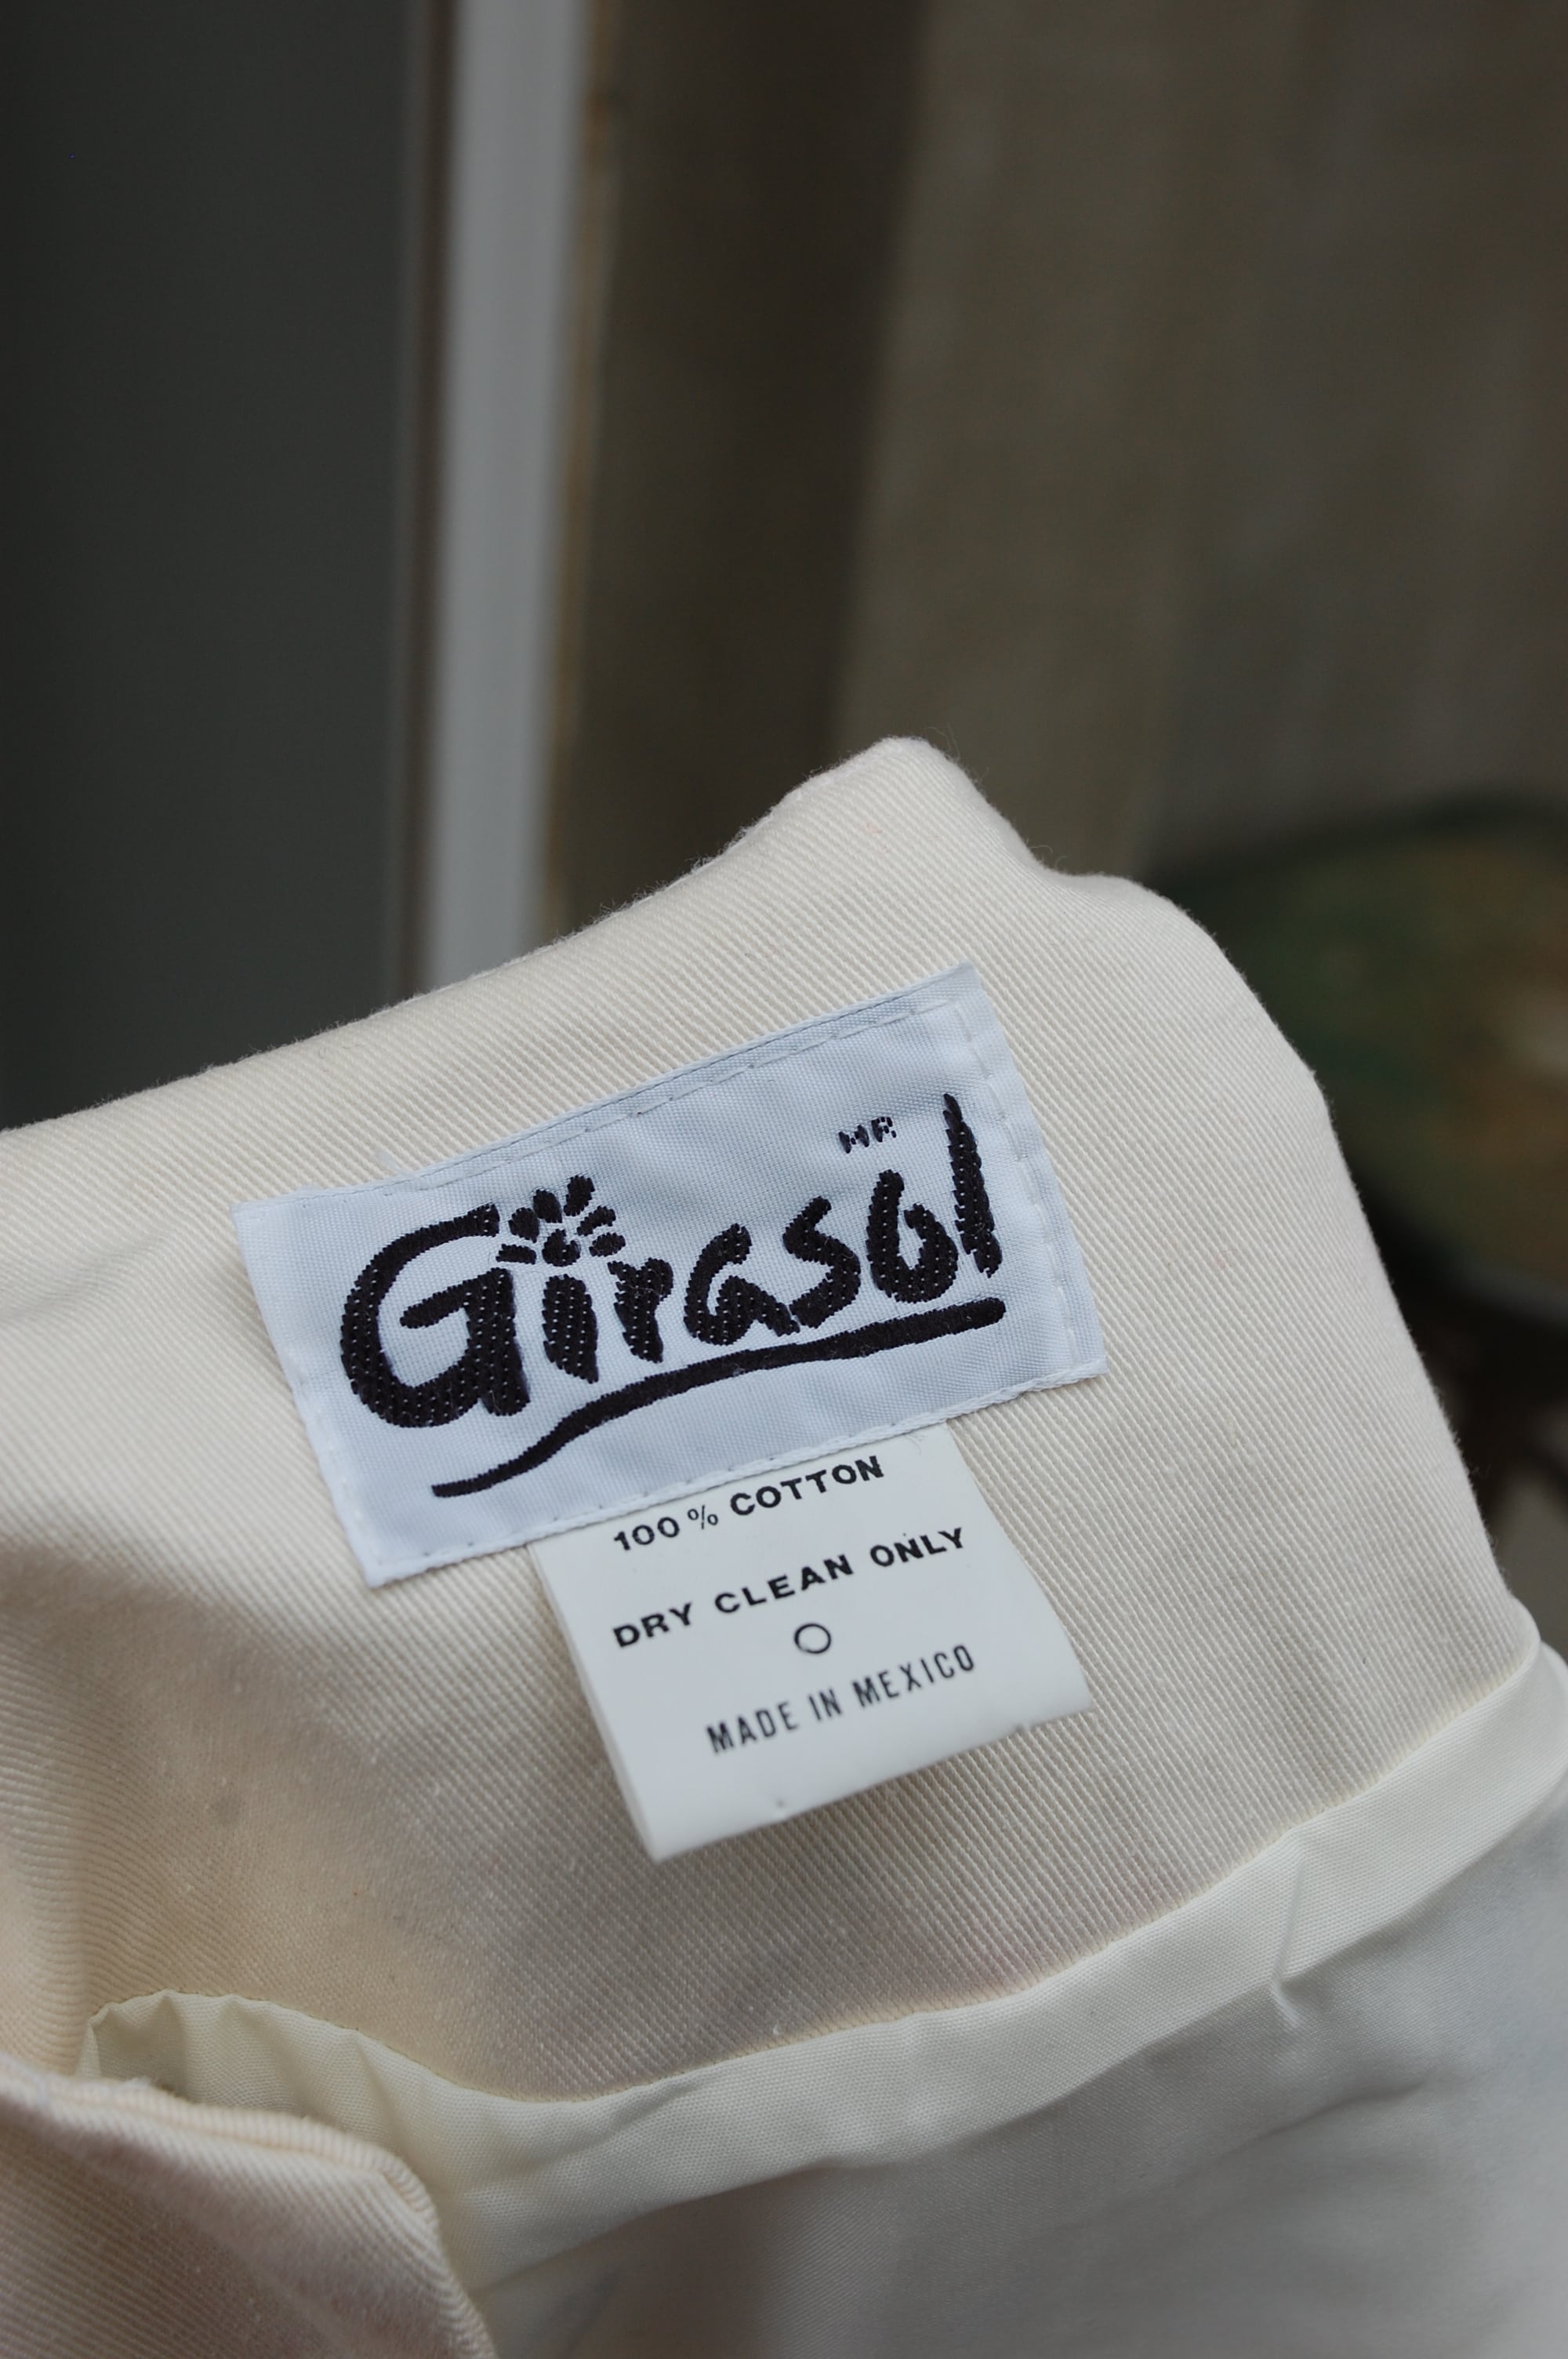 MR
Girasol
100% COTTON
DRY CLEAN ONLY
MADE IN MEXICO